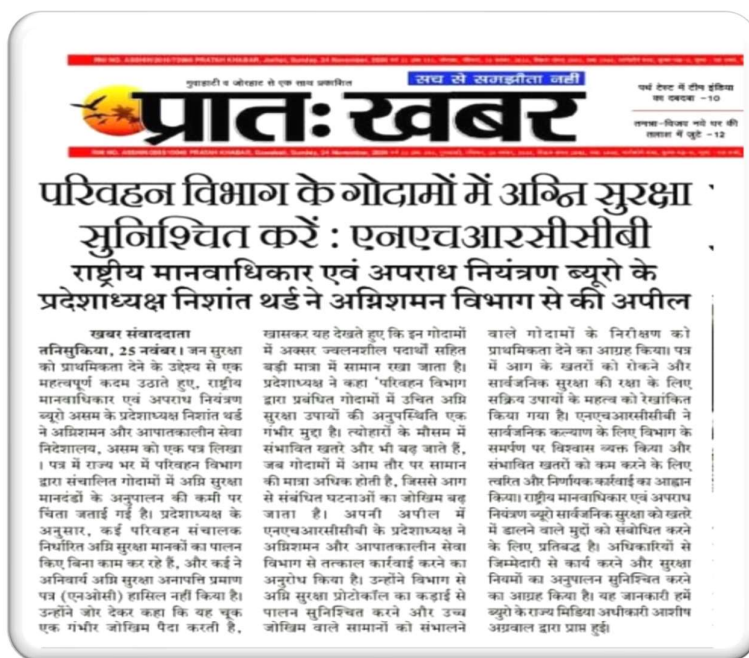 गुवाहाटी व जोरहाट से एक साथ प्रकाशित
सच से समझौता नहीं
प्रातः खबर
पर्थ टेस्ट में टीम इंडिया
का दबदबा -10
तमन्ना-विजय नये घर की
तलाश में जुटे -12
परिवहन विभाग के गोदामों में अग्नि सुरक्षा
सुनिश्चित करें : एनएचआरसीसीबी
राष्ट्रीय मानवाधिकार एवं अपराध नियंत्रण ब्यूरो के
प्रदेशाध्यक्ष निशांत थर्ड ने अग्निशमन विभाग से की अपील
खबर संवाददाता
तनिसुकिया, 25 नवंबर। जन सुरक्षा
को प्राथमिकता देने के उद्देश्य से एक
महत्वपूर्ण कदम उठाते हुए, राष्ट्रीय
मानवाधिकार एवं अपराध नियंत्रण
ब्यूरो असम के प्रदेशाध्यक्ष निशांत थर्ड
ने अग्निशमन और आपातकालीन सेवा
निदेशालय, असम को एक पत्र लिखा
। पत्र में राज्य भर में परिवहन विभाग
द्वारा संचालित गोदामों में अग्नि सुरक्षा
मानदंडों के अनुपालन की कमी पर
चिंता जताई गई है। प्रदेशाध्यक्ष के
अनुसार, कई परिवहन संचालक
निर्धारित अग्नि सुरक्षा मानकों का पालन
किए बिना काम कर रहे हैं, और कई ने
अनिवार्य अग्नि सुरक्षा अनापत्ति प्रमाण
पत्र (एनओसी) हासिल नहीं किया है।
उन्होंने जोर देकर कहा कि यह चूक
एक गंभीर जोखिम पैदा करती है,
खासकर यह देखते हुए कि इन गोदामों
में अक्सर ज्वलनशील पदार्थों सहित
बड़ी मात्रा में सामान रखा जाता है।
प्रदेशाध्यक्ष ने कहा 'परिवहन विभाग
द्वारा प्रबंधित गोदामों में उचित अग्नि
सुरक्षा उपायों की अनुपस्थिति एक
गंभीर मुद्दा है। त्योहारों के मौसम में
संभावित खतरे और भी बढ़ जाते हैं,
जब गोदामों में आम तौर पर सामान
की मात्रा अधिक होती है, जिससे आग
से संबंधित घटनाओं का जोखिम बढ़
जाता है। अपनी अपील में
एनएचआरसीसीबी के प्रदेशाध्यक्ष ने
अग्निशमन और आपातकालीन सेवा
विभाग से तत्काल कार्रवाई करने का
अनुरोध किया है। उन्होंने विभाग से
अग्नि सुरक्षा प्रोटोकॉल का कड़ाई से
पालन सुनिश्चित करने और उच्च
जोखिम वाले सामानों को संभालने
वाले गोदामों के निरीक्षण को
प्राथमिकता देने का आग्रह किया। पत्र
में आग के खतरों को रोकने और
सार्वजनिक सुरक्षा की रक्षा के लिए
सक्रिय उपायों के महत्व को रेखांकित
किया गया है। एनएचआरसीसीबी ने
सार्वजनिक कल्याण के लिए विभाग के
समर्पण पर विश्वास व्यक्त किया और
संभावित खतरों को कम करने के लिए
त्वरित और निर्णायक कार्रवाई का आह्वान
किया। राष्ट्रीय मानवाधिकार एवं अपराध
नियंत्रण ब्यूरो सार्वजनिक सुरक्षा को खतरे
में डालने वाले मुद्दों को संबोधित करने
के लिए प्रतिबद्ध है। अधिकारियों से
जिम्मेदारी से कार्य करने और सुरक्षा
नियमों का अनुपालन सुनिश्चित करने
का आग्रह किया है। यह जानकारी हमें
ब्युरो के राज्य मिडिया अधीकारी आशीष
अग्रवाल द्वारा प्राप्त हुई।